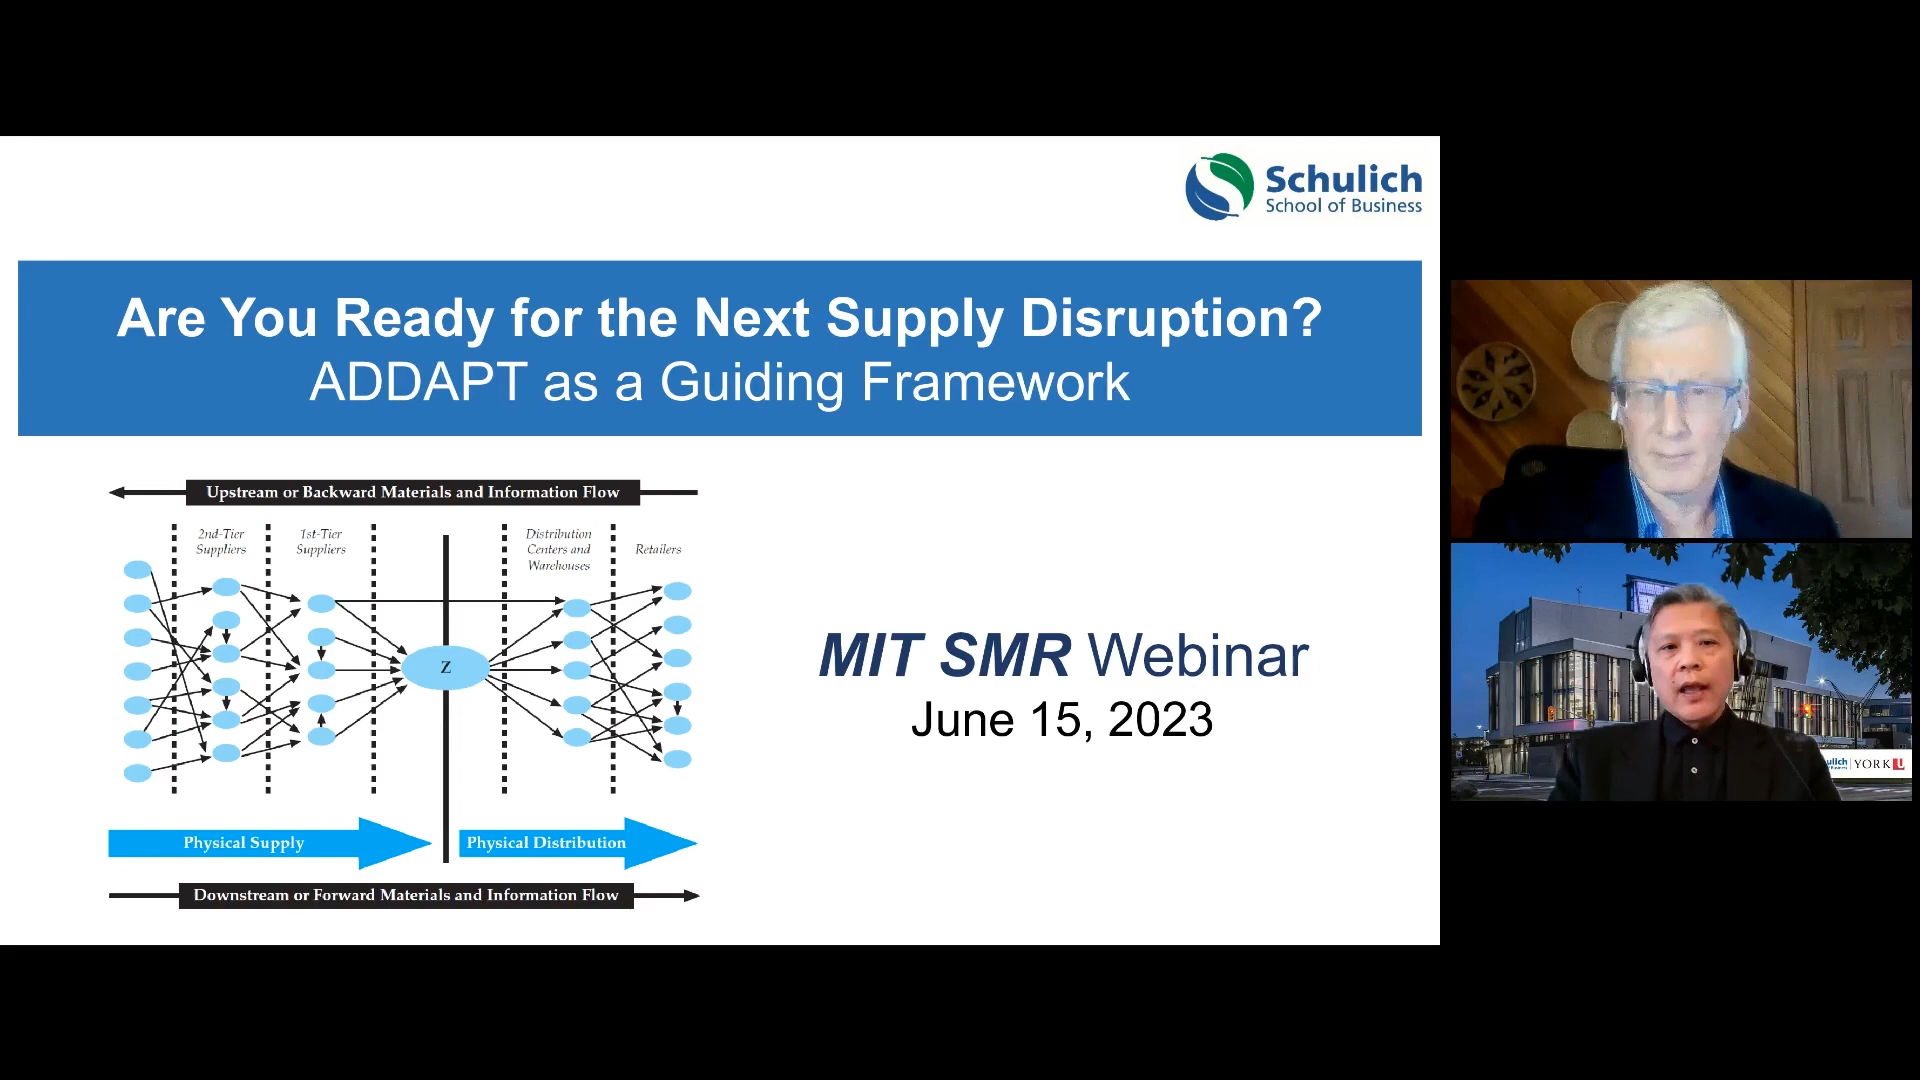 Schulich
School of Business
Are You Ready for the Next Supply Disruption?
ADDAPT as a Guiding Framework
Upstream or Backward Materials and Information Flow
2nd-Tier
Suppliers
1st-Tier
Suppliers
Distribution
Centers and
Warehouses
Retailers
Z
Physical Supply
Physical Distribution
Downstream or Forward Materials and Information Flow
MIT SMR Webinar
June 15, 2023
ulich
YORK U